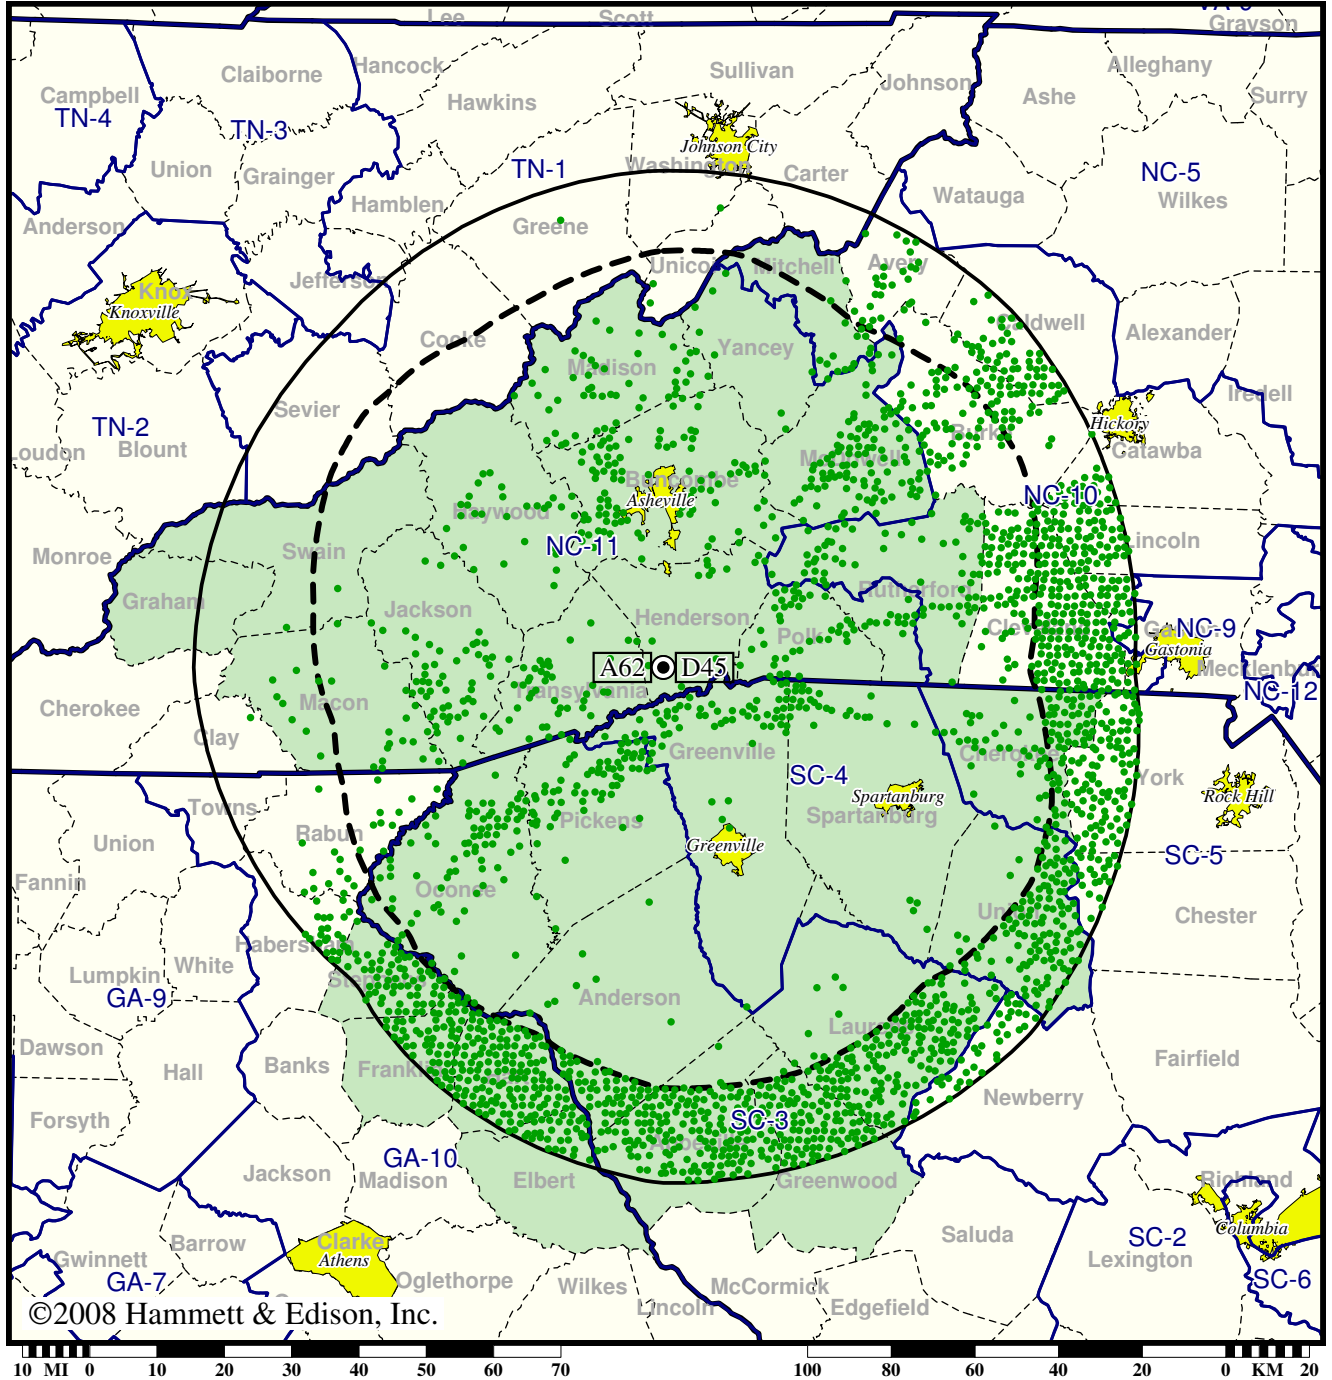 Lee
Scott
VA-9
Grayson
Claiborne
Hancock
Sullivan
Johnson
Alleghany
Campbell
TN-4
Hawkins
Ashe
Surry
TN-3
Johnson City
Union
Grainger
TN-1
Washington
Carter
NC-5
Hamblen
Watauga
Wilkes
Anderson
Greene
Jefferson
Unicoi
Mitchell
Avery
Knox
Knoxville
Cooke
Yancey
Caldwell
Alexander
Madison
Sevier
Iredell
TN-2
Blount
Loudon
Burke
Hickory
Catawba
McDowell
Buncombe
Asheville
Haywood
NC-10
Monroe
Swain
NC-11
Lincoln
Graham
Jackson
Henderson
Rutherford
Polk
Cleveland
Gaston
NC-9
Gastonia
A62
D45
Mecklenburg
Transylvania
NC-12
Cherokee
Macon
Clay
Greenville
SC-4
Cherokee
York
Towns
Spartanburg
Rock Hill
Union
Rabun
Pickens
Spartanburg
Greenville
SC-5
Fannin
Oconee
Union
Chester
Habersham
Lumpkin
White
Stephens
GA-9
Anderson
Laurens
Dawson
Hall
Banks
Franklin
Fairfield
Forsyth
SC-3
Newberry
Abbeville
GA-10
Jackson
Madison
Elbert
Greenwood
Richland
Barrow
Clarke
Athens
Saluda
SC-2
Columbia
Gwinnett
Lexington
GA-7
Oglethorpe
Wilkes
McCormick
SC-6
Lincoln
Edgefield
©2008 Hammett & Edison, Inc.
10 MI 0 10 20 30 40 50 60 70 100 80 60 40 20 0 KM 20